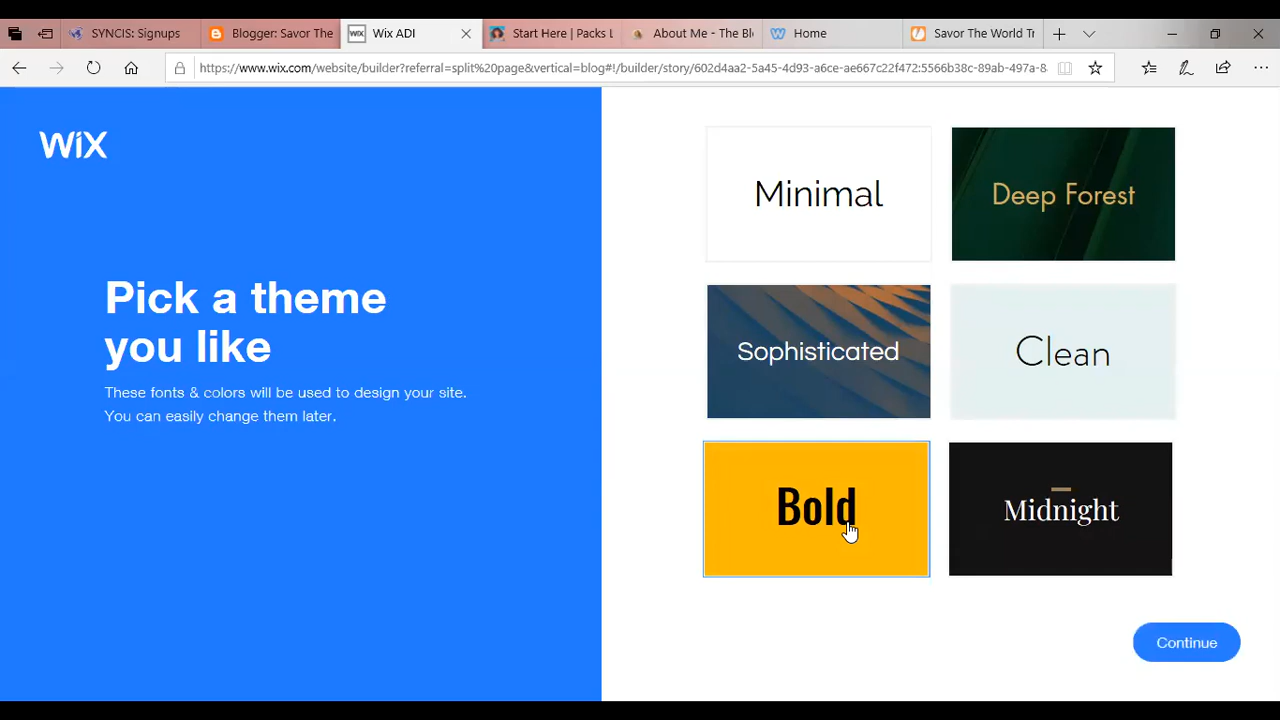 SYNCIS: Signups
Blogger: Savor The
Wix ADI
Start Here | Packs L
About Me - The Bl
Home
Savor The World Tr
https://www.wix.com/website/builder?referral=split%20page&vertical=blog#!/builder/story/602d4aa2-5a45-4d93-a6ce-ae667c22f472:5566b38c-89ab-497a-8
WiX
Pick a theme
you like
These fonts & colors will be used to design your site.
You can easily change them later.
Minimal
Deep Forest
Sophisticated
Clean
Bold
Midnight
Continue